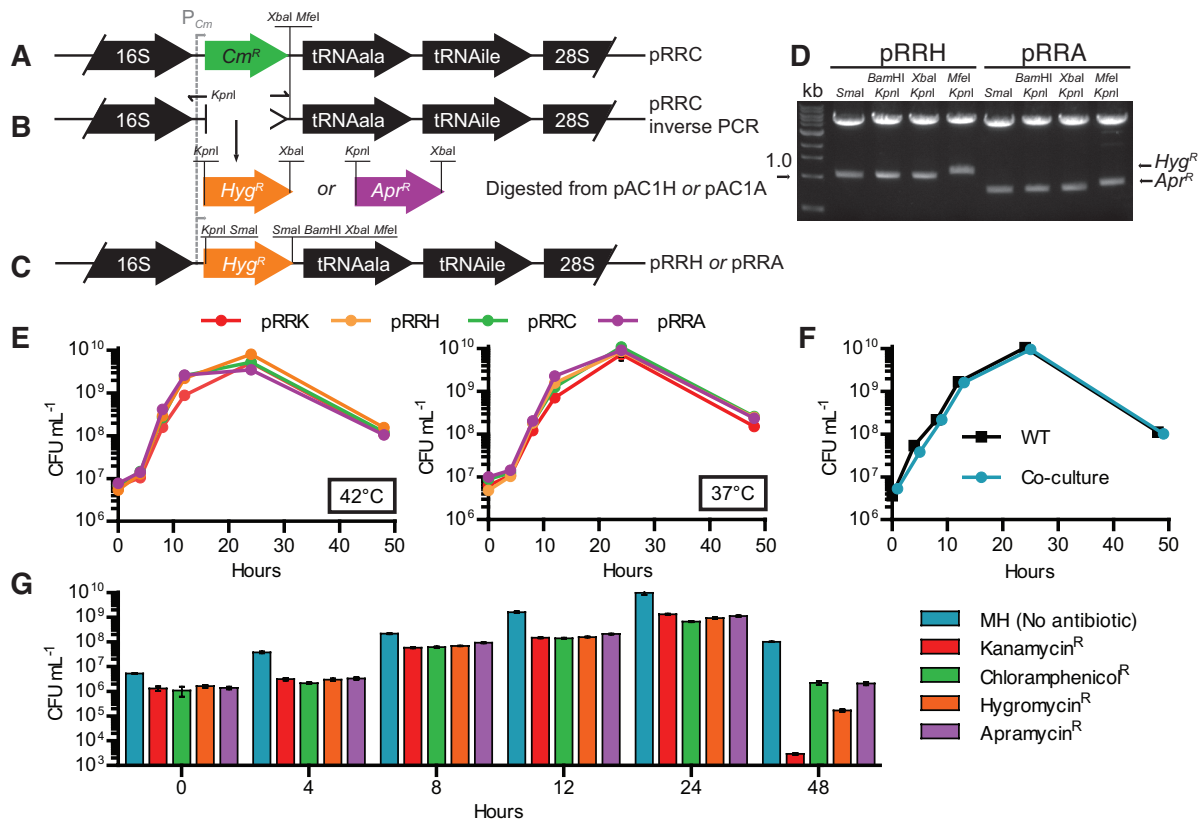 A
P Cm
XbaI MfeI
16S
Cm^R
tRNAala
tRNAile
28S
pRRC
B
KpnI
16S
tRNAala
tRNAile
28S
pRRC
inverse PCR
KpnI
XbaI
KpnI
XbaI
Hyg^R
or
Apr^R
Digested from pAC1H or pAC1A
KpnI SmaI
SmaI BamHI XbaI MfeI
C
16S
Hyg^R
tRNAala
tRNAile
28S
pRRH or pRRA
D
pRRH
pRRA
kb
SmaI
BamHI
KpnI
XbaI
KpnI
MfeI
KpnI
SmaI
BamHI
KpnI
XbaI
KpnI
MfeI
KpnI
1.0
Hyg^R
Apr^R
E
pRRK
pRRH
pRRC
pRRA
CFU mL^-1
10^10
10^9
10^8
10^7
10^6
42°C
0
10
20
30
40
50
Hours
CFU mL^-1
10^10
10^9
10^8
10^7
10^6
37°C
0
10
20
30
40
50
Hours
F
CFU mL^-1
10^10
10^9
10^8
10^7
10^6
WT
Co-culture
0
10
20
30
40
50
Hours
G
CFU mL^-1
10^10
10^9
10^8
10^7
10^6
10^5
10^4
10^3
0
4
8
12
24
48
Hours
MH (No antibiotic)
Kanamycin^R
Chloramphenicol^R
Hygromycin^R
Apramycin^R